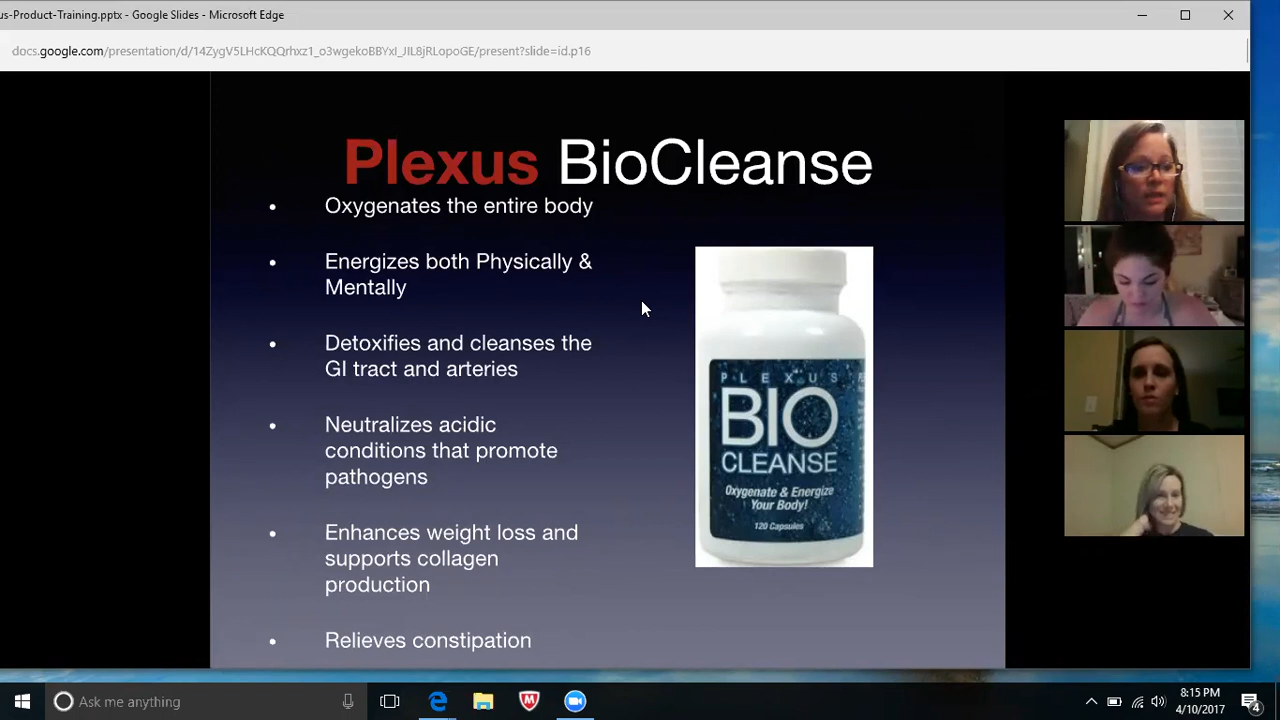 us-Product-Training.pptx - Google Slides - Microsoft Edge
docs.google.com/presentation/d/14ZygV5LHcKQQrhxz1_o3wgekoBBYxI_JIL8jRLopoGE/present?slide=id.p16
Plexus BioCleanse
• Oxygenates the entire body
• Energizes both Physically &
Mentally
• Detoxifies and cleanses the
GI tract and arteries
• Neutralizes acidic
conditions that promote
pathogens
• Enhances weight loss and
supports collagen
production
• Relieves constipation
PLEXUS
BIO
CLEANSE
Oxygenate & Energize
Your Body!
120 Capsules
Ask me anything
8:15 PM
4/10/2017
4